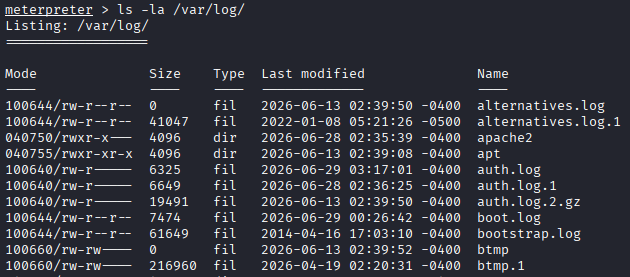 meterpreter > ls -la /var/log/
Listing: /var/log/
==================
Mode Size Type Last modified Name
---- ---- ---- ------------- ----
100644/rw-r--r-- 0 fil 2026-06-13 02:39:50 -0400 alternatives.log
100644/rw-r--r-- 41047 fil 2022-01-08 05:21:26 -0500 alternatives.log.1
040750/rwxr-x--- 4096 dir 2026-06-28 02:35:39 -0400 apache2
040755/rwxr-xr-x 4096 dir 2026-06-13 02:39:08 -0400 apt
100640/rw-r----- 6325 fil 2026-06-29 03:17:01 -0400 auth.log
100640/rw-r----- 6649 fil 2026-06-28 02:36:25 -0400 auth.log.1
100640/rw-r----- 19491 fil 2026-06-13 02:39:50 -0400 auth.log.2.gz
100644/rw-r--r-- 7474 fil 2026-06-29 00:26:42 -0400 boot.log
100644/rw-r--r-- 61649 fil 2014-04-16 17:03:10 -0400 bootstrap.log
100660/rw-rw---- 0 fil 2026-06-13 02:39:52 -0400 btmp
100660/rw-rw---- 216960 fil 2026-04-19 02:20:31 -0400 btmp.1